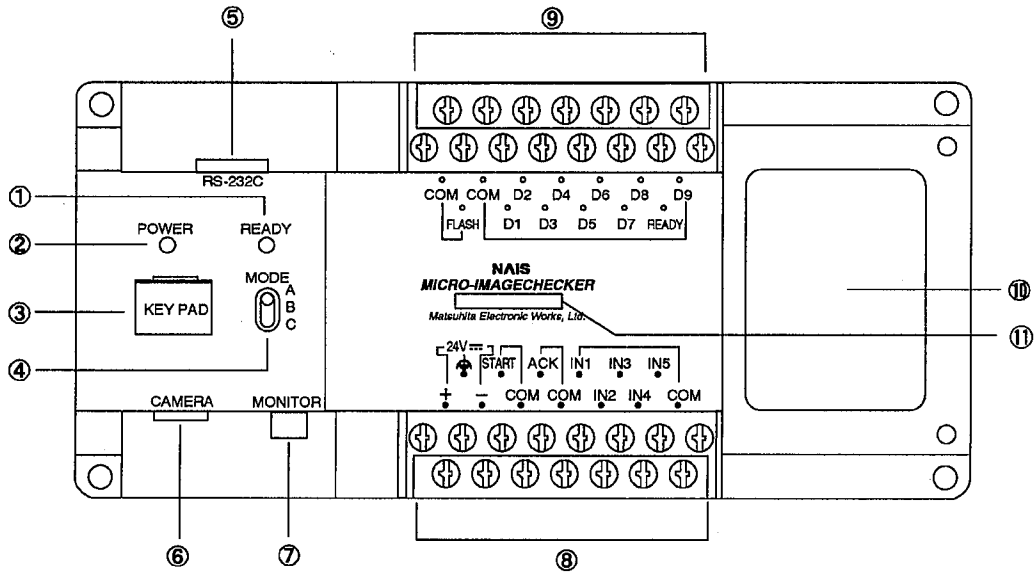 ⑤ ⑨
RS-232C
COM COM D2 D4 D6 D8 D9
FLASH D1 D3 D5 D7 READY
①
② POWER READY
MODE
A
B
C
③ KEY PAD
④
NAIS
MICRO-IMAGECHECKER
Matsuhita Electronic Works, Ltd.
⑩
⑪
24V
START ACK IN1 IN3 IN5
+ − COM COM IN2 IN4 COM
CAMERA MONITOR
⑥ ⑦ ⑧